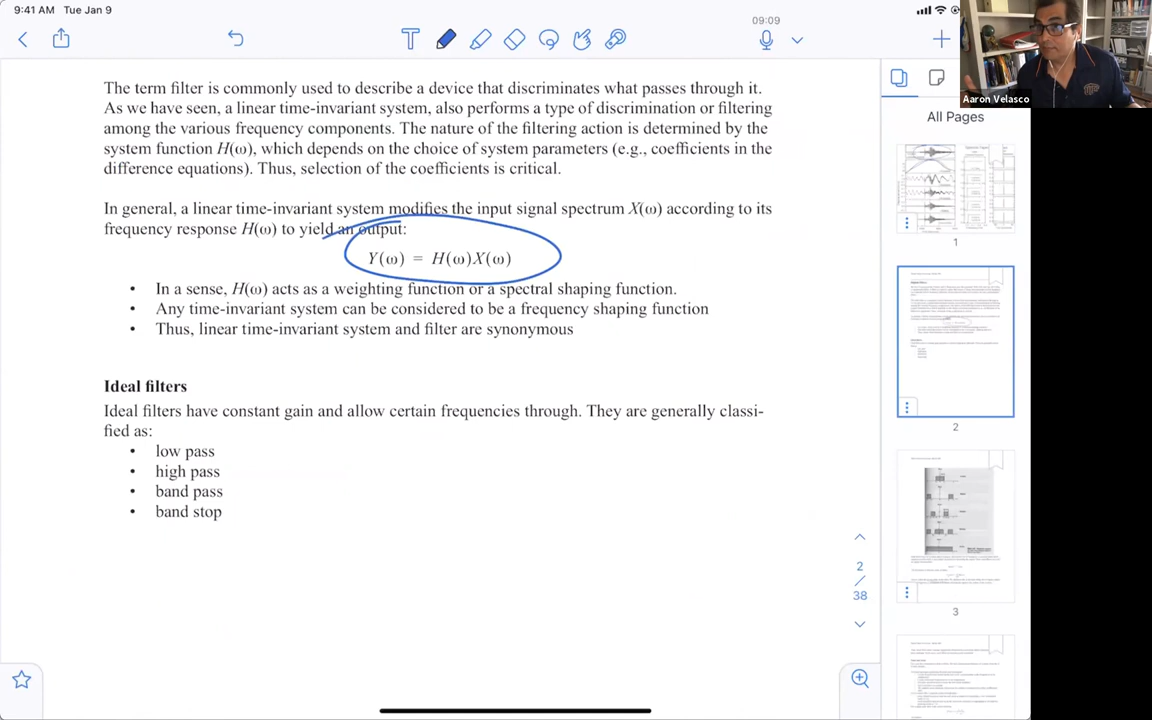 9:41 AM Tue Jan 9
09:09
The term filter is commonly used to describe a device that discriminates what passes through it.
As we have seen, a linear time-invariant system, also performs a type of discrimination or filtering
among the various frequency components. The nature of the filtering action is determined by the
system function H(ω), which depends on the choice of system parameters (e.g., coefficients in the
difference equations). Thus, selection of the coefficients is critical.
In general, a linear time-invariant system modifies the input signal spectrum X(ω) according to its
frequency response H(ω) to yield an output:
Y(ω) = H(ω)X(ω)
• In a sense, H(ω) acts as a weighting function or a spectral shaping function.
• Any time-invariant system can be considered to be a frequency shaping function
• Thus, linear time-invariant system and filter are synonymous
Ideal filters
Ideal filters have constant gain and allow certain frequencies through. They are generally classi-
fied as:
• low pass
• high pass
• band pass
• band stop
2
/
38
Aaron Velasco
All Pages
1
2
3